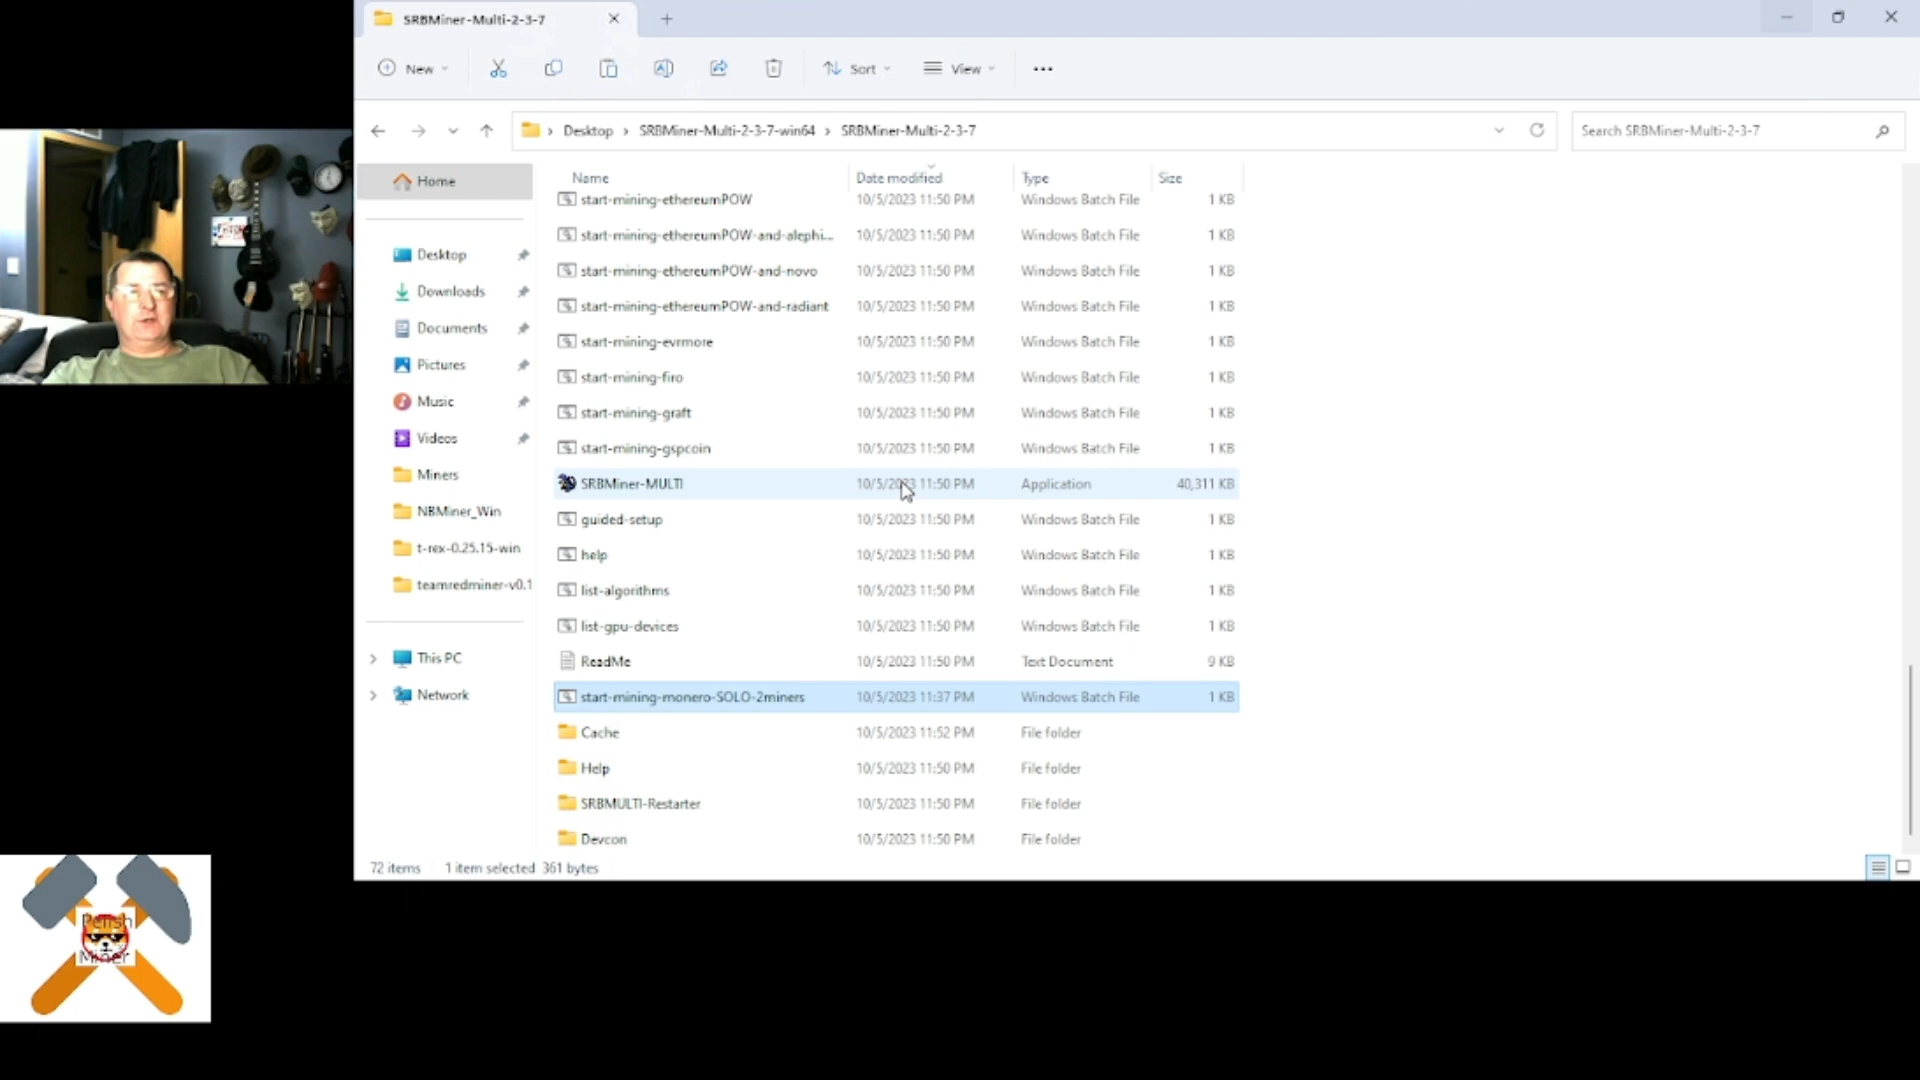 SRBMiner-Multi-2-3-7
New
Sort
View
Desktop > SRBMiner-Multi-2-3-7-win64 > SRBMiner-Multi-2-3-7
Search SRBMiner-Multi-2-3-7
Home
Desktop
Downloads
Documents
Pictures
Music
Videos
Miners
NBMiner_Win
t-rex-0.25.15-win
teamredminer-v0.1
This PC
Network
Name Date modified Type Size
start-mining-ethereumPOW 10/5/2023 11:50 PM Windows Batch File 1 KB
start-mining-ethereumPOW-and-alephi... 10/5/2023 11:50 PM Windows Batch File 1 KB
start-mining-ethereumPOW-and-novo 10/5/2023 11:50 PM Windows Batch File 1 KB
start-mining-ethereumPOW-and-radiant 10/5/2023 11:50 PM Windows Batch File 1 KB
start-mining-evrmore 10/5/2023 11:50 PM Windows Batch File 1 KB
start-mining-firo 10/5/2023 11:50 PM Windows Batch File 1 KB
start-mining-graft 10/5/2023 11:50 PM Windows Batch File 1 KB
start-mining-gspcoin 10/5/2023 11:50 PM Windows Batch File 1 KB
SRBMiner-MULTI 10/5/2023 11:50 PM Application 40,311 KB
guided-setup 10/5/2023 11:50 PM Windows Batch File 1 KB
help 10/5/2023 11:50 PM Windows Batch File 1 KB
list-algorithms 10/5/2023 11:50 PM Windows Batch File 1 KB
list-gpu-devices 10/5/2023 11:50 PM Windows Batch File 1 KB
ReadMe 10/5/2023 11:50 PM Text Document 9 KB
start-mining-monero-SOLO-2miners 10/5/2023 11:37 PM Windows Batch File 1 KB
Cache 10/5/2023 11:52 PM File folder
Help 10/5/2023 11:50 PM File folder
SRBMULTI-Restarter 10/5/2023 11:50 PM File folder
Devcon 10/5/2023 11:50 PM File folder
72 items 1 item selected 361 bytes
Miner